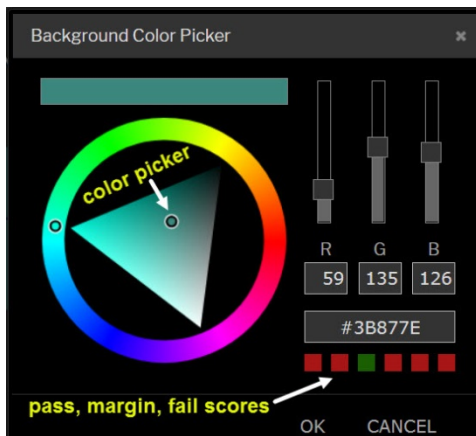 Background Color Picker ×
color picker
R G B
59 135 126
#3B877E
pass, margin, fail scores
OK CANCEL